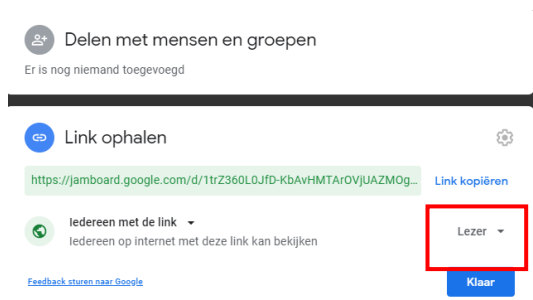 Delen met mensen en groepen
Er is nog niemand toegevoegd
Link ophalen
https://jamboard.google.com/d/1trZ360L0JfD-KbAvHMTArOVjUAZMOg...
Link kopiëren
Iedereen met de link
Iedereen op internet met deze link kan bekijken
Lezer
Feedback sturen naar Google
Klaar